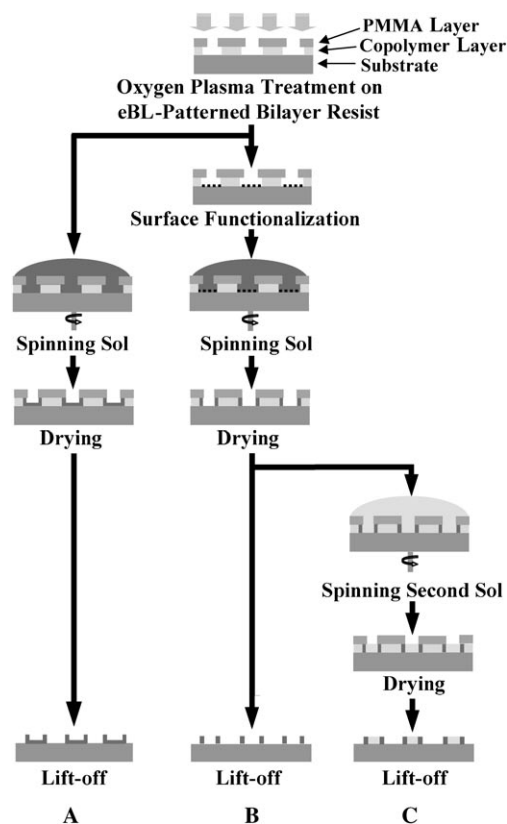 PMMA Layer
Copolymer Layer
Substrate
Oxygen Plasma Treatment on
eBL-Patterned Bilayer Resist
Surface Functionalization
Spinning Sol
Spinning Sol
Drying
Drying
Spinning Second Sol
Drying
Lift-off
Lift-off
Lift-off
A
B
C